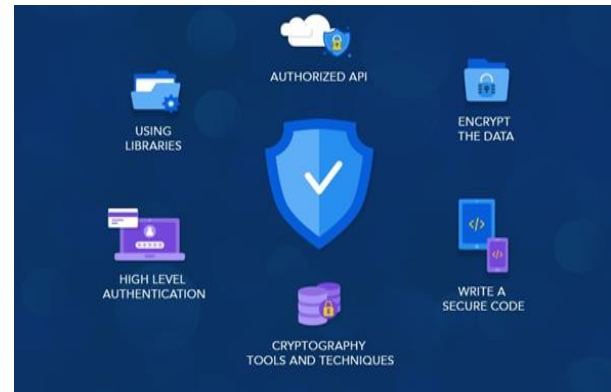 AUTHORIZED API
USING
LIBRARIES
ENCRYPT
THE DATA
</>
</>
HIGH LEVEL
AUTHENTICATION
WRITE A
SECURE CODE
CRYPTOGRAPHY
TOOLS AND TECHNIQUES